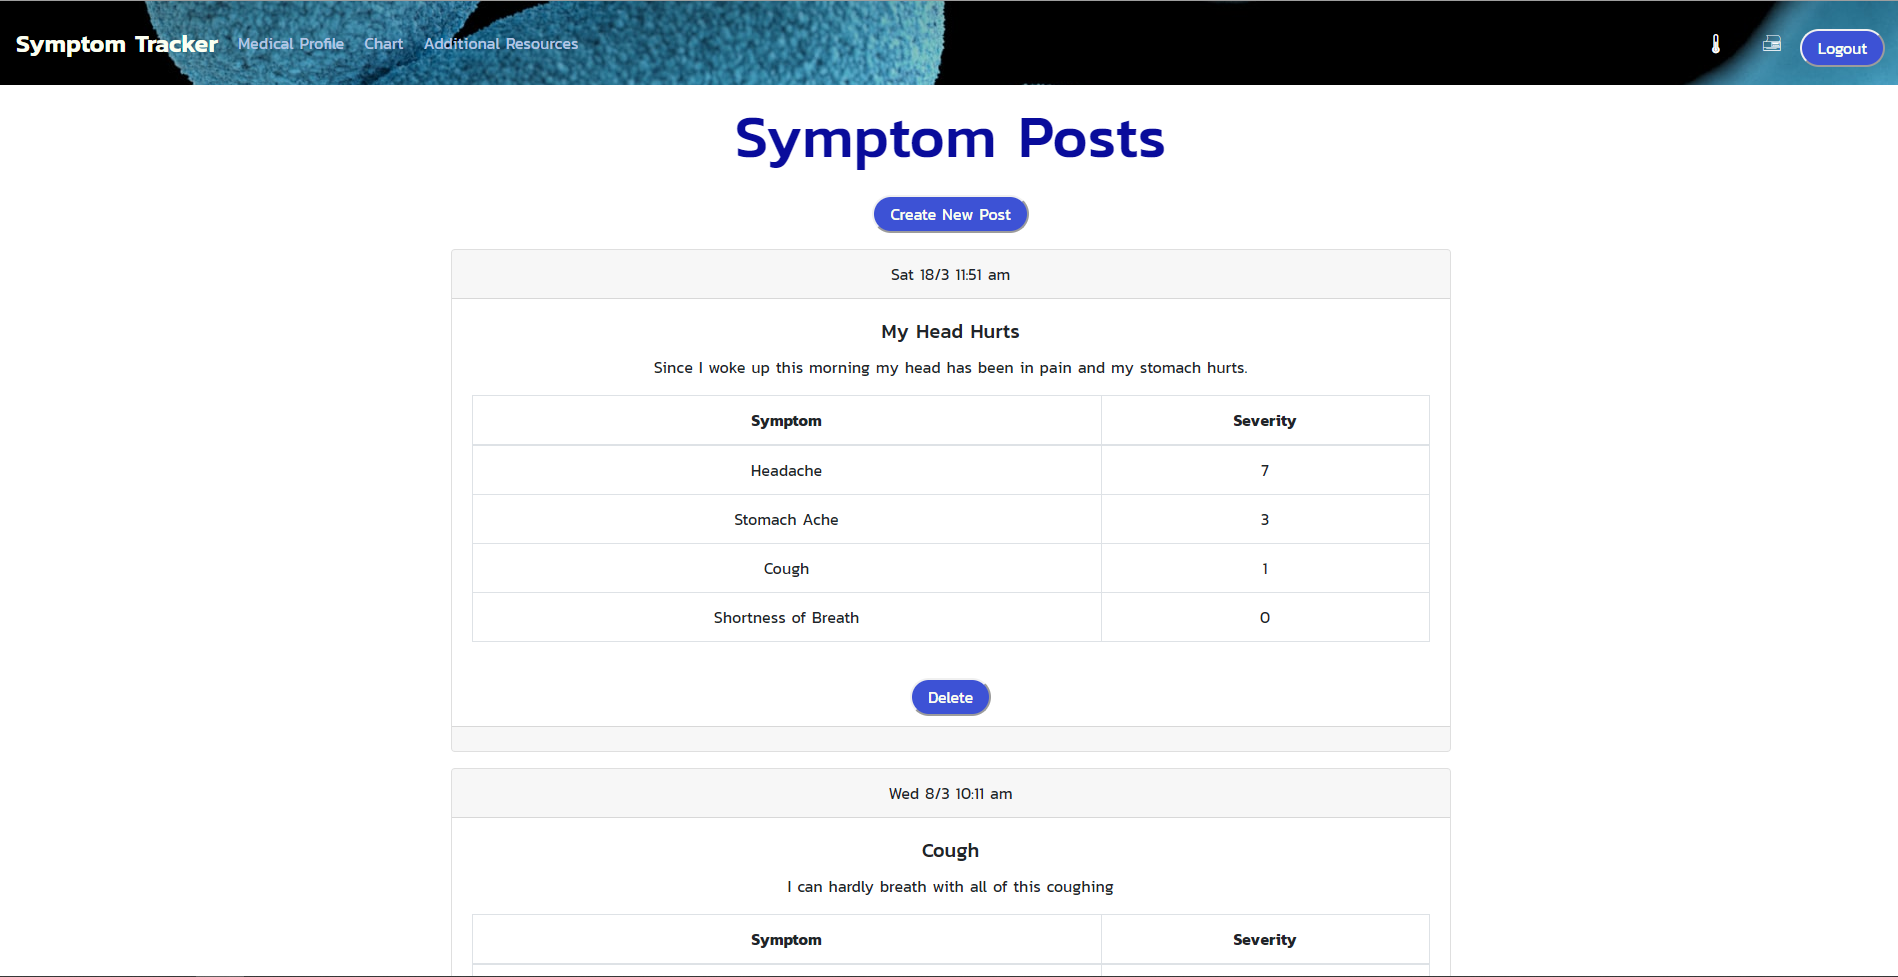 Symptom Tracker Medical Profile Chart Additional Resources Logout
Symptom Posts
Create New Post
Sat 18/3 11:51 am
My Head Hurts
Since I woke up this morning my head has been in pain and my stomach hurts.
Symptom Severity
Headache 7
Stomach Ache 3
Cough 1
Shortness of Breath 0
Delete
Wed 8/3 10:11 am
Cough
I can hardly breath with all of this coughing
Symptom Severity